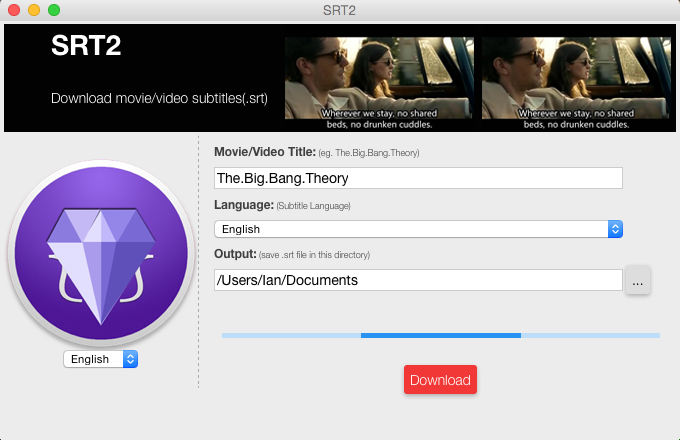 SRT2
SRT2
Download movie/video subtitles(.srt)
Wherever we stay, no shared
beds, no drunken cuddles.
Wherever we stay, no shared
beds, no drunken cuddles.
Movie/Video Title: (eg. The.Big.Bang.Theory)
The.Big.Bang.Theory
Language: (Subtitle Language)
English
Output: (save .srt file in this directory)
/Users/Ian/Documents
...
English
Download